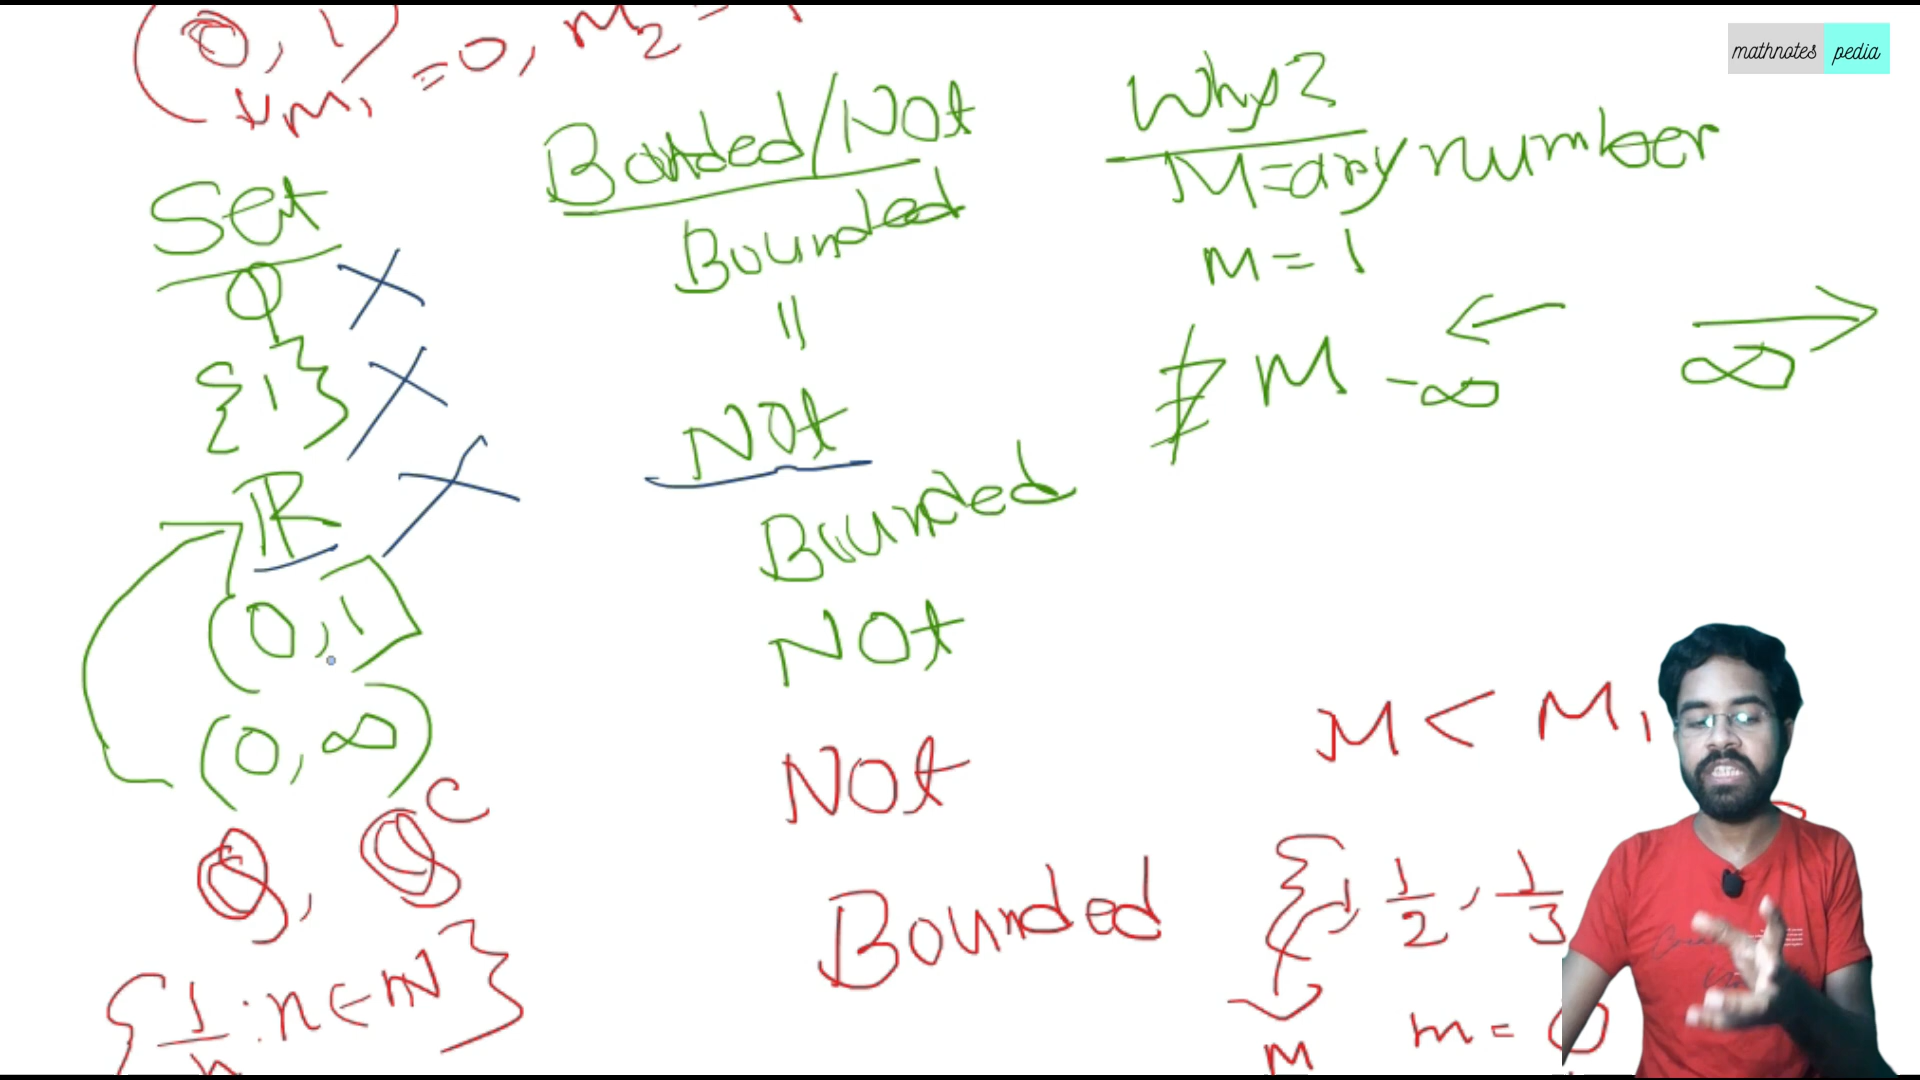 (0, 1) = 0, m2 = 1
∀ m1
mathnotes pedia
Set
Bounded/Not
Why?
φ
Bounded
M = any number
{1}
"
M = 1
ℝ
Not
∄ M -∞ ∞
(0, 1]
Bounded
(0, ∞)
Not
M < M1
Q, Q^C
Not
{1/n : n ∈ ℕ}
Bounded
{1, 1/2, 1/3
M m = 0